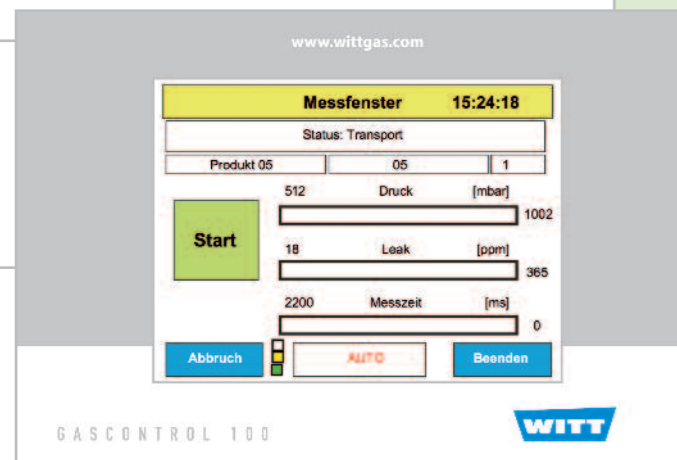 www.wittgas.com
Messfenster 15:24:18
Status: Transport
Produkt 05 05 1
512 Druck [mbar]
1002
Start
18 Leak [ppm]
365
2200 Messzeit [ms]
0
Abbruch AUTO Beenden
GASCONTROL 100
WITT